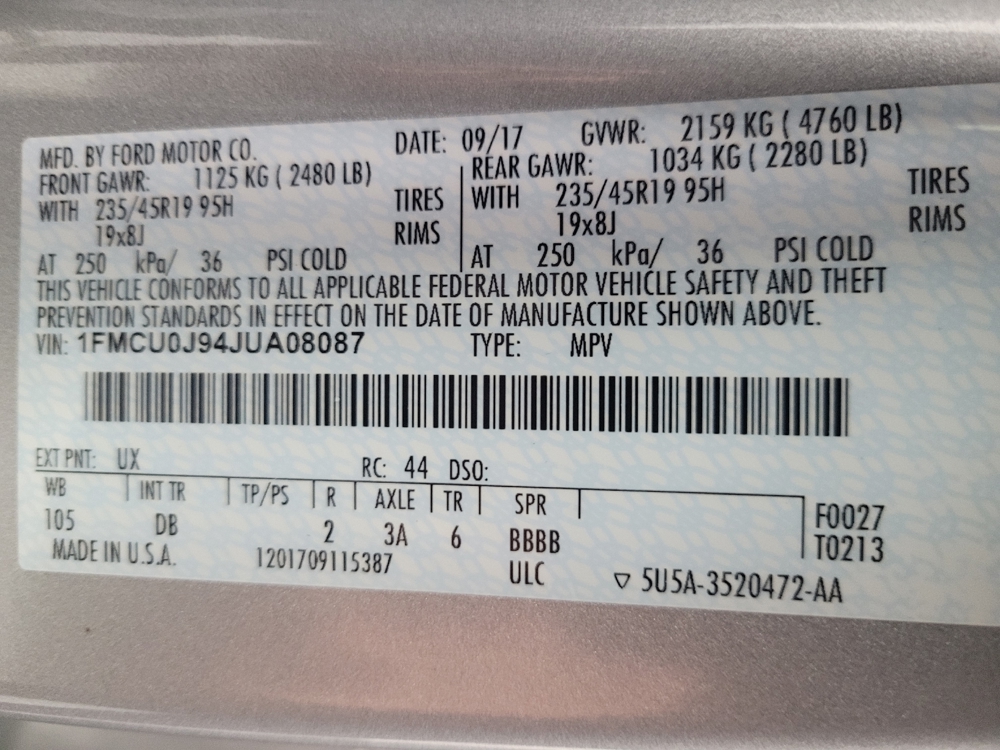 MFD. BY FORD MOTOR CO. DATE: 09/17 GVWR: 2159 KG ( 4760 LB)
FRONT GAWR: 1125 KG ( 2480 LB) REAR GAWR: 1034 KG ( 2280 LB)
WITH 235/45R19 95H TIRES WITH 235/45R19 95H TIRES
19x8J RIMS 19x8J RIMS
AT 250 kPa/ 36 PSI COLD AT 250 kPa/ 36 PSI COLD
THIS VEHICLE CONFORMS TO ALL APPLICABLE FEDERAL MOTOR VEHICLE SAFETY AND THEFT
PREVENTION STANDARDS IN EFFECT ON THE DATE OF MANUFACTURE SHOWN ABOVE.
VIN: 1FMCU0J94JUA08087 TYPE: MPV
EXT PNT: UX RC: 44 DSO:
WB INT TR TP/PS R AXLE TR SPR F0027
105 DB 2 3A 6 BBBB T0213
MADE IN U.S.A. 1201709115387 ULC ▽ 5U5A-3520472-AA